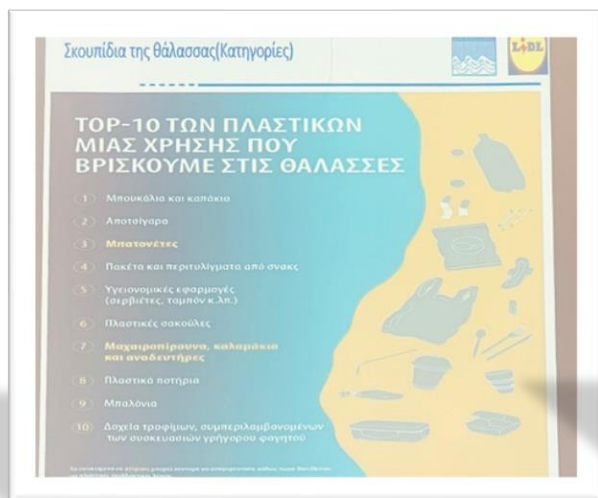 Σκουπίδια της θάλασσας(Κατηγορίες)
LiDL
TOP-10 ΤΩΝ ΠΛΑΣΤΙΚΩΝ
ΜΙΑΣ ΧΡΗΣΗΣ ΠΟΥ
ΒΡΙΣΚΟΥΜΕ ΣΤΙΣ ΘΑΛΑΣΣΕΣ
1 Μπουκάλια και καπάκια
2 Αποτσίγαρα
3 Μπατονέτες
4 Πακέτα και περιτυλίγματα από σνακς
5 Υγειονομικές εφαρμογές
(σερβιέτες, ταμπόν κ.λπ.)
6 Πλαστικές σακούλες
7 Μαχαιροπίρουνα, καλαμάκια
και αναδευτήρες
8 Πλαστικά ποτήρια
9 Μπαλόνια
10 Δοχεία τροφίμων, συμπεριλαμβανομένων
των συσκευασιών γρήγορου φαγητού